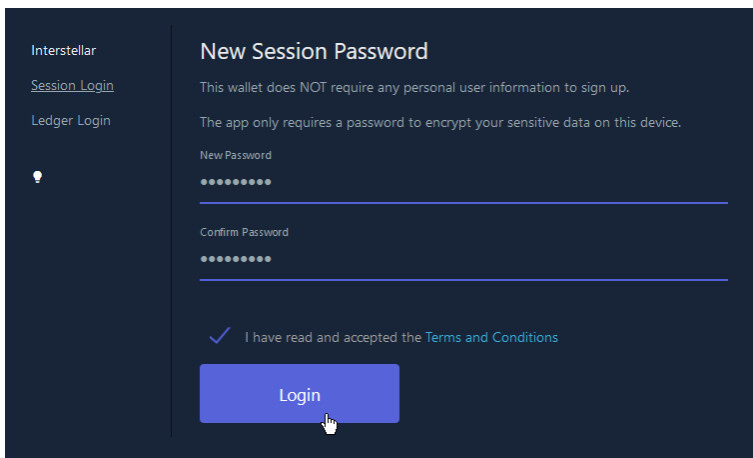 Interstellar
Session Login
Ledger Login
New Session Password
This wallet does NOT require any personal user information to sign up.
The app only requires a password to encrypt your sensitive data on this device.
New Password
●●●●●●●●●
Confirm Password
●●●●●●●●●
I have read and accepted the Terms and Conditions
Login